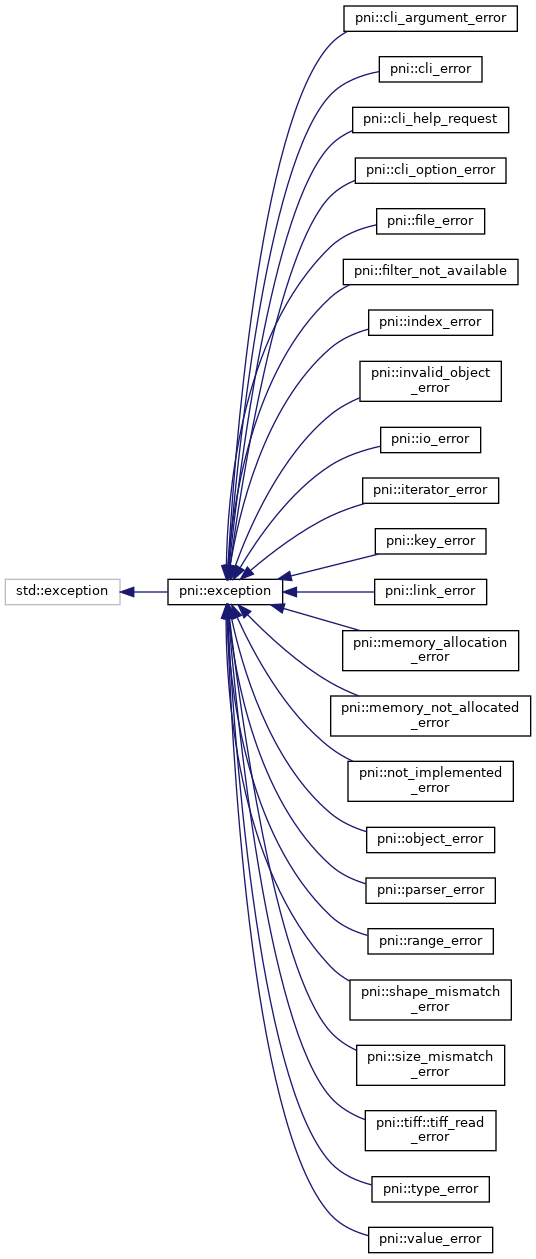 pni::cli_argument_error
pni::cli_error
pni::cli_help_request
pni::cli_option_error
pni::file_error
pni::filter_not_available
pni::index_error
pni::invalid_object
_error
pni::io_error
pni::iterator_error
pni::key_error
std::exception
pni::exception
pni::link_error
pni::memory_allocation
_error
pni::memory_not_allocated
_error
pni::not_implemented
_error
pni::object_error
pni::parser_error
pni::range_error
pni::shape_mismatch
_error
pni::size_mismatch
_error
pni::tiff::tiff_read
_error
pni::type_error
pni::value_error